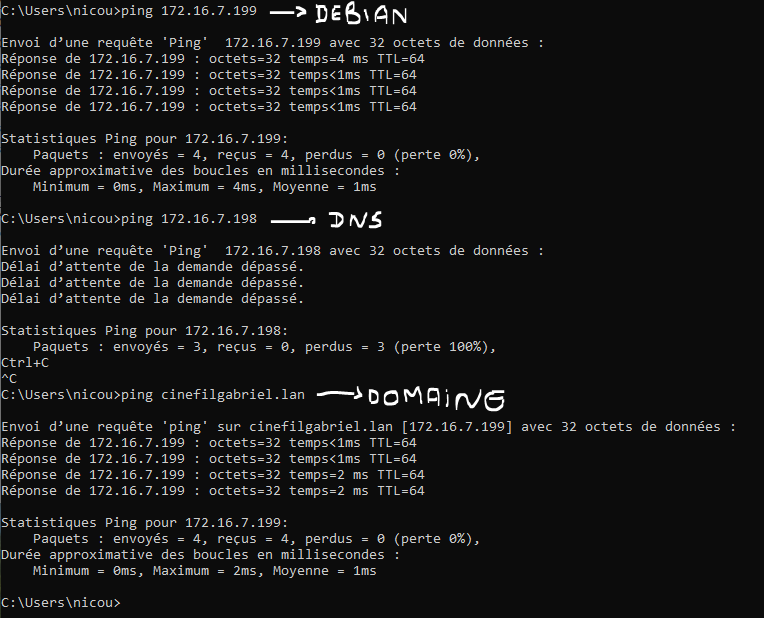 C:\Users\nicou>ping 172.16.7.199 → DEBIAN
Envoi d’une requête 'Ping'  172.16.7.199 avec 32 octets de données :
Réponse de 172.16.7.199 : octets=32 temps=4 ms TTL=64
Réponse de 172.16.7.199 : octets=32 temps<1ms TTL=64
Réponse de 172.16.7.199 : octets=32 temps<1ms TTL=64
Réponse de 172.16.7.199 : octets=32 temps<1ms TTL=64
Statistiques Ping pour 172.16.7.199:
    Paquets : envoyés = 4, reçus = 4, perdus = 0 (perte 0%),
Durée approximative des boucles en millisecondes :
    Minimum = 0ms, Maximum = 4ms, Moyenne = 1ms
C:\Users\nicou>ping 172.16.7.198 → DNS
Envoi d’une requête 'Ping'  172.16.7.198 avec 32 octets de données :
Délai d’attente de la demande dépassé.
Délai d’attente de la demande dépassé.
Délai d’attente de la demande dépassé.
Statistiques Ping pour 172.16.7.198:
    Paquets : envoyés = 3, reçus = 0, perdus = 3 (perte 100%),
Ctrl+C
^C
C:\Users\nicou>ping cinefilgabriel.lan → DOMAiNE
Envoi d’une requête 'ping' sur cinefilgabriel.lan [172.16.7.199] avec 32 octets de données :
Réponse de 172.16.7.199 : octets=32 temps<1ms TTL=64
Réponse de 172.16.7.199 : octets=32 temps<1ms TTL=64
Réponse de 172.16.7.199 : octets=32 temps=2 ms TTL=64
Réponse de 172.16.7.199 : octets=32 temps=2 ms TTL=64
Statistiques Ping pour 172.16.7.199:
    Paquets : envoyés = 4, reçus = 4, perdus = 0 (perte 0%),
Durée approximative des boucles en millisecondes :
    Minimum = 0ms, Maximum = 2ms, Moyenne = 1ms
C:\Users\nicou>